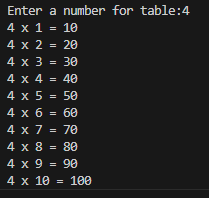 Enter a number for table:4
4 x 1 = 10
4 x 2 = 20
4 x 3 = 30
4 x 4 = 40
4 x 5 = 50
4 x 6 = 60
4 x 7 = 70
4 x 8 = 80
4 x 9 = 90
4 x 10 = 100